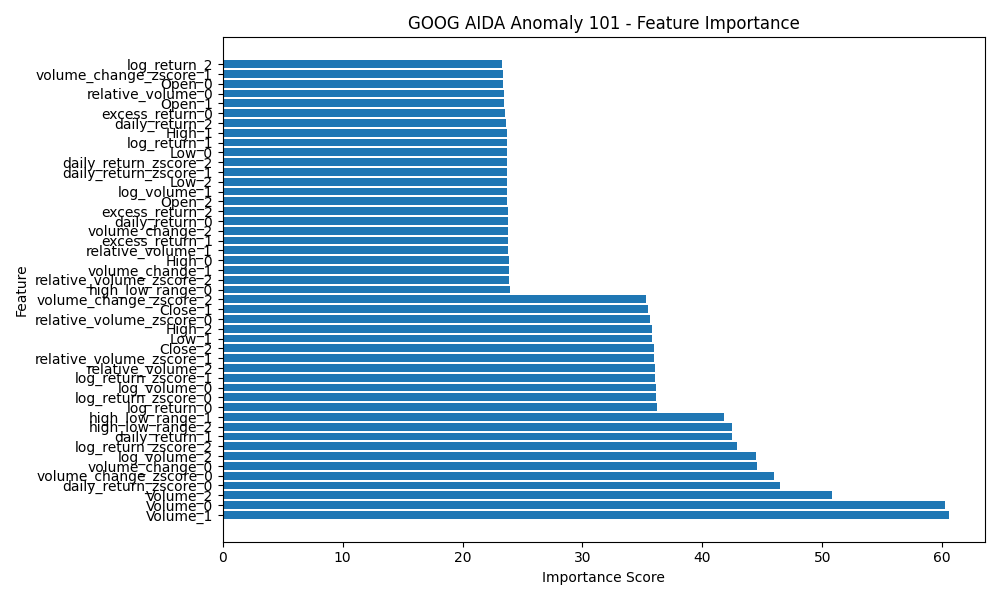 GOOG AIDA Anomaly 101 - Feature Importance
log_return_2
volume_change_zscore_1
Open_0
relative_volume_0
Open_1
excess_return_0
daily_return_2
High_1
log_return_1
Low_0
daily_return_zscore_2
daily_return_zscore_1
Low_2
log_volume_1
Open_2
excess_return_2
daily_return_0
volume_change_2
excess_return_1
relative_volume_1
High_0
volume_change_1
relative_volume_zscore_2
high_low_range_0
volume_change_zscore_2
Close_1
relative_volume_zscore_0
High_2
Low_1
Close_2
relative_volume_zscore_1
relative_volume_2
log_return_zscore_1
log_volume_0
log_return_zscore_0
log_return_0
high_low_range_1
high_low_range_2
daily_return_1
log_return_zscore_2
log_volume_2
volume_change_0
volume_change_zscore_0
daily_return_zscore_0
Volume_2
Volume_0
Volume_1
Feature
0 10 20 30 40 50 60
Importance Score